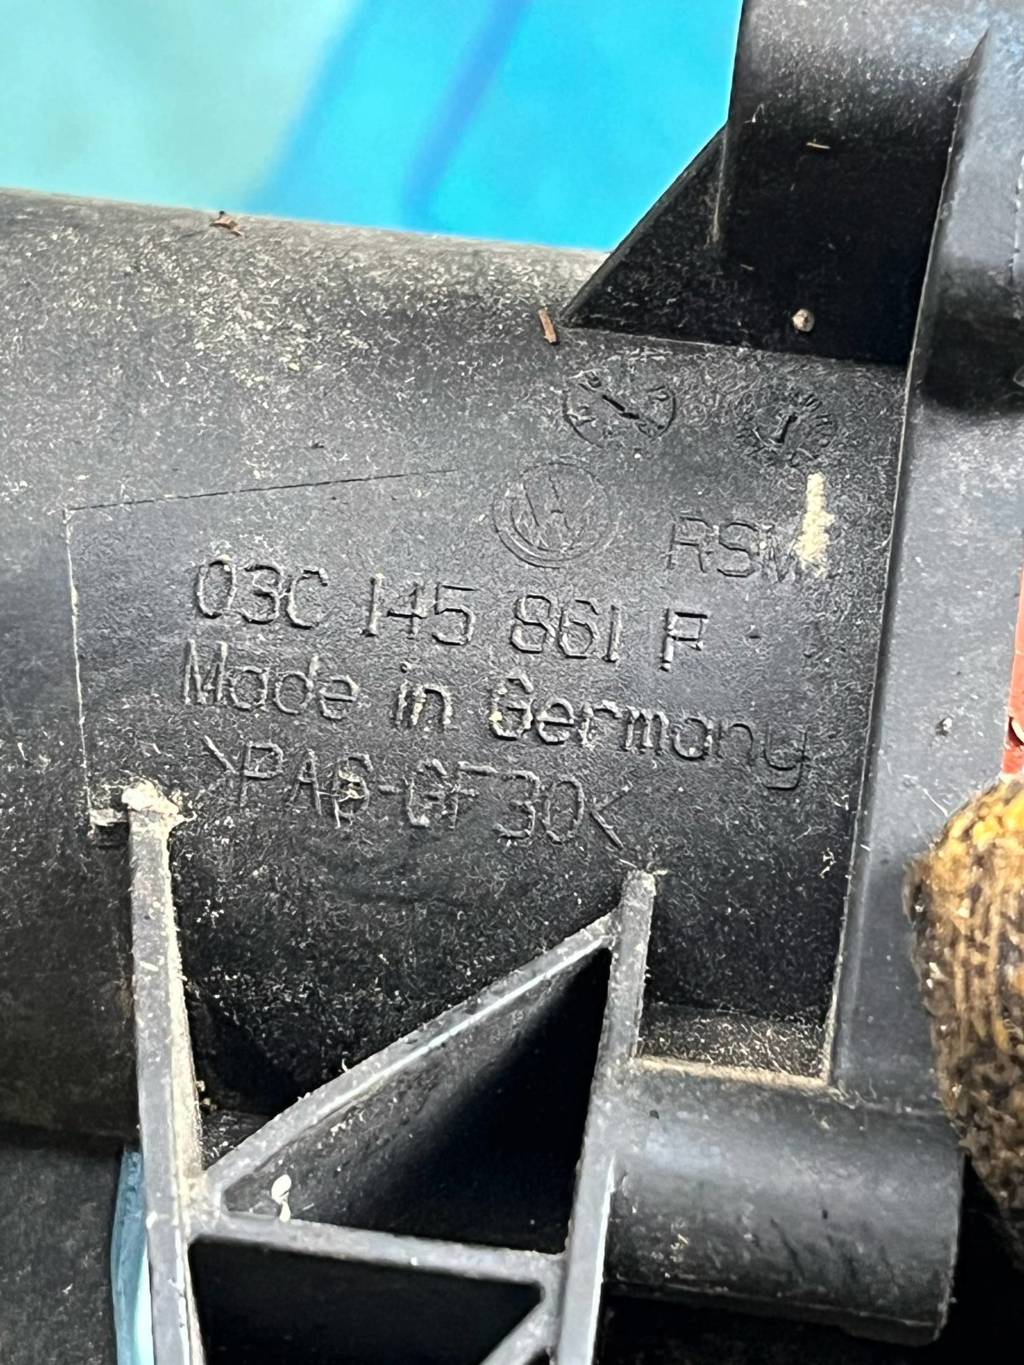 RSM
03C 145 861 F
Made in Germany
>PA6-GF30<